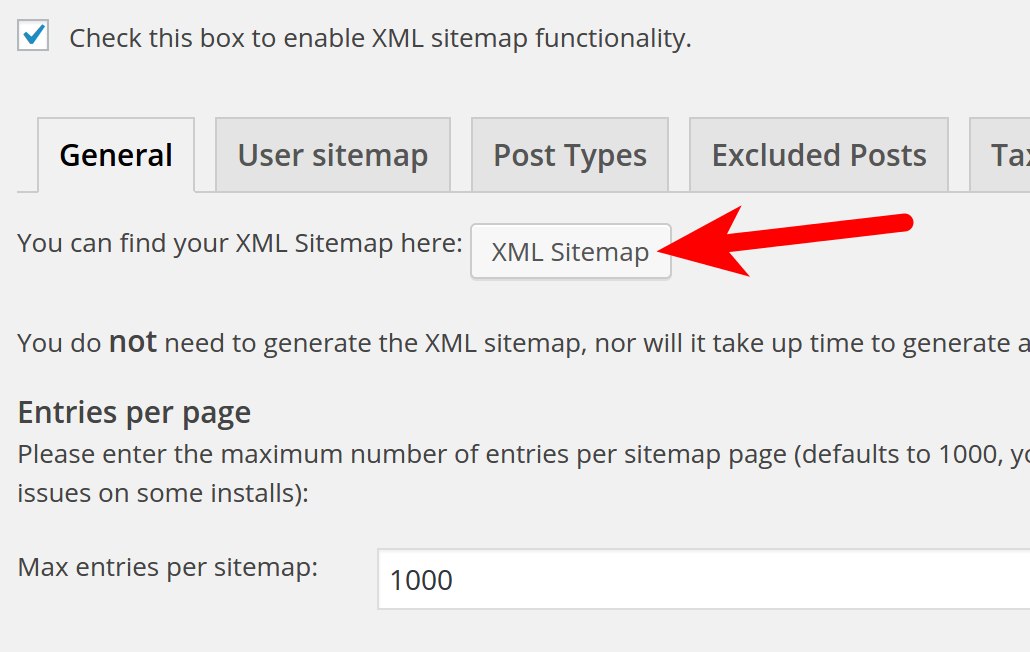 Check this box to enable XML sitemap functionality.
General User sitemap Post Types Excluded Posts
You can find your XML Sitemap here: XML Sitemap
You do not need to generate the XML sitemap, nor will it take up time to generate
Entries per page
Please enter the maximum number of entries per sitemap page (defaults to 1000,
issues on some installs):
Max entries per sitemap: 1000